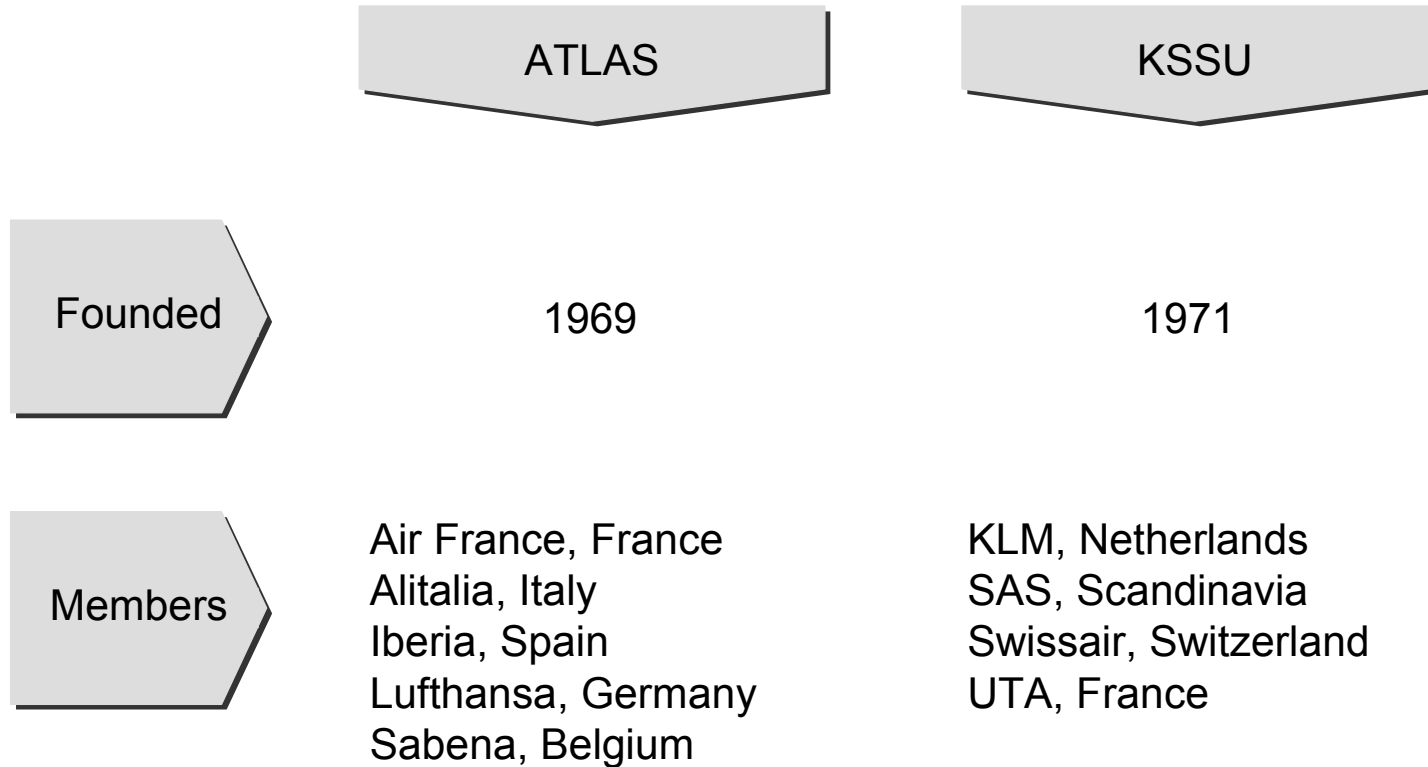 ATLAS
KSSU
Founded
1969
1971
Members
Air France, France
Alitalia, Italy
Iberia, Spain
Lufthansa, Germany
Sabena, Belgium
KLM, Netherlands
SAS, Scandinavia
Swissair, Switzerland
UTA, France